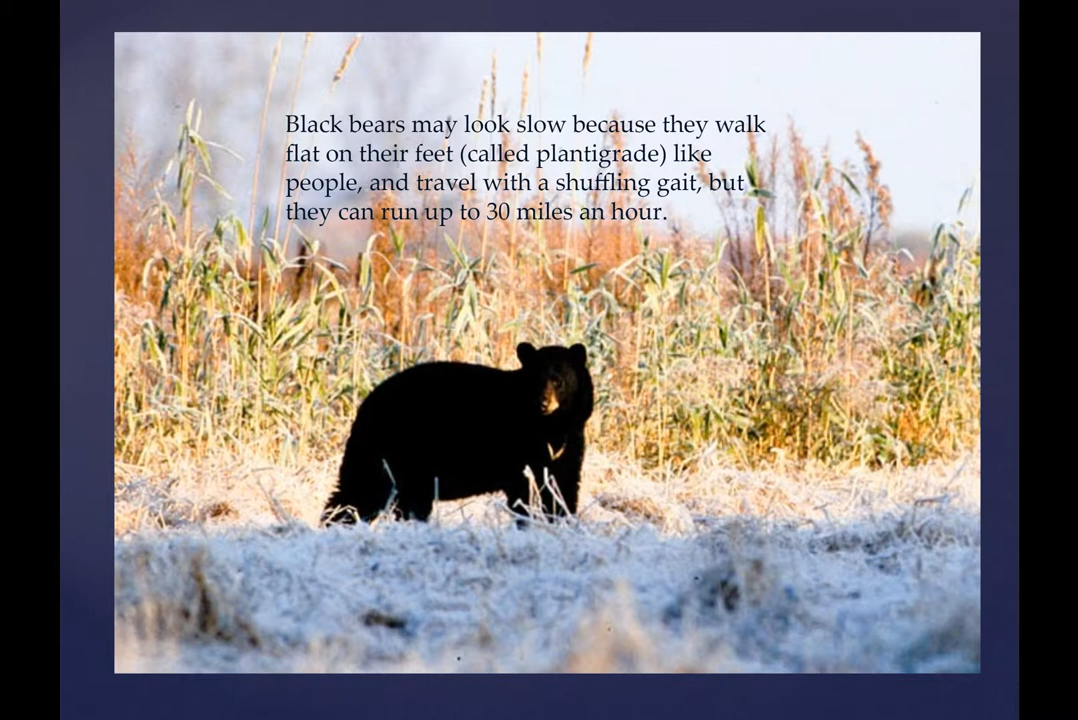 Black bears may look slow because they walk
flat on their feet (called plantigrade) like
people, and travel with a shuffling gait, but
they can run up to 30 miles an hour.